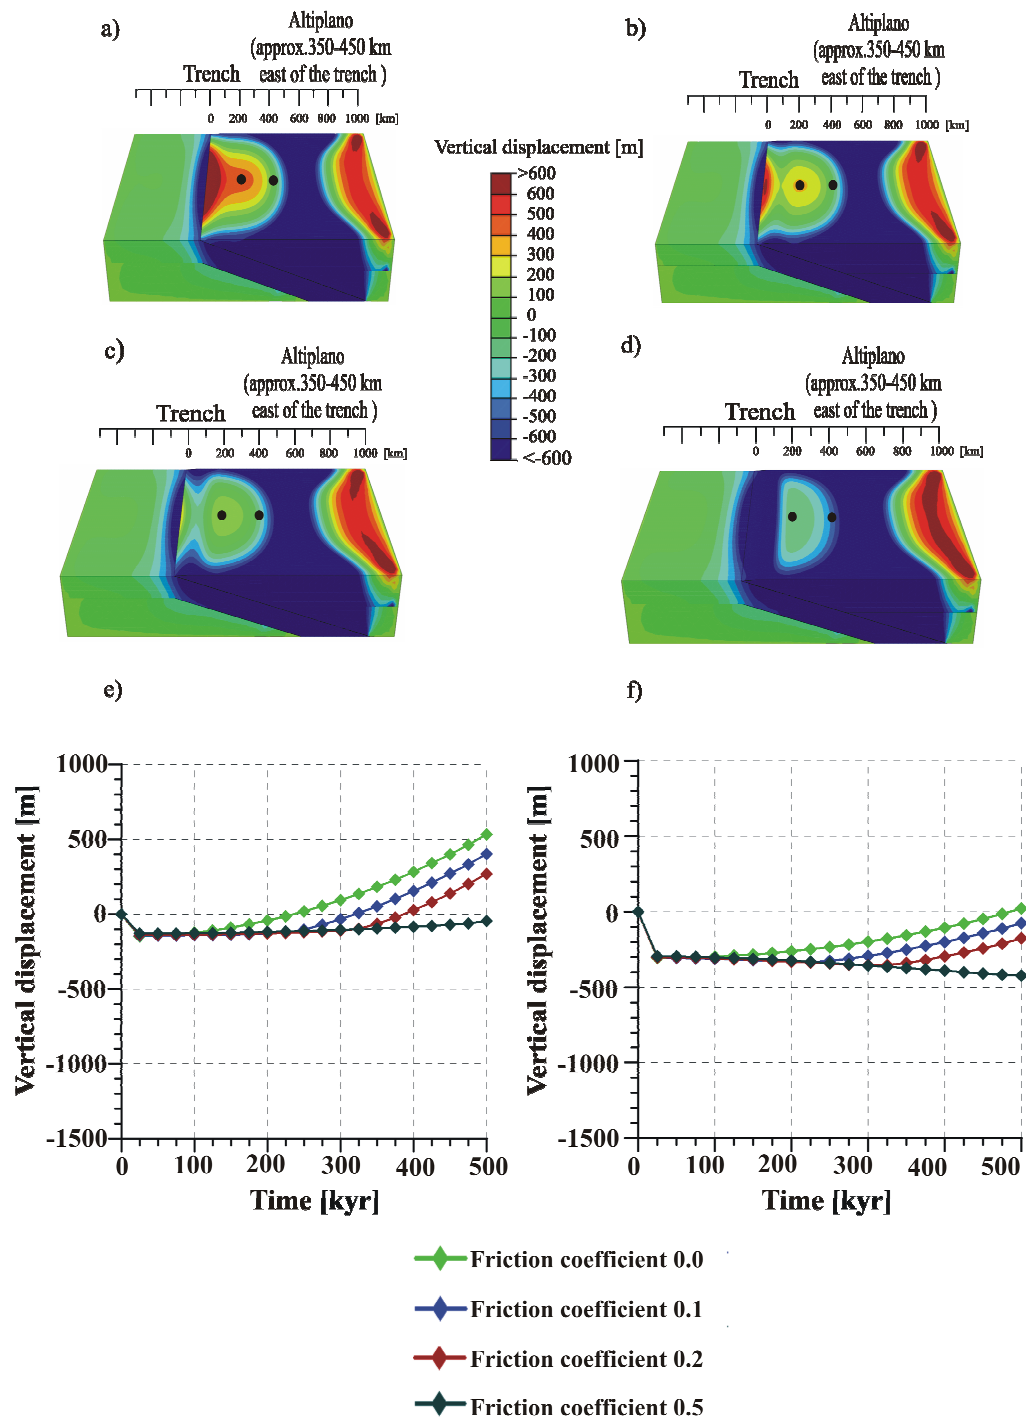 a)
Altiplano
(approx.350-450 km
Trench east of the trench )
0 200 400 600 800 1000 [km]
b)
Altiplano
(approx.350-450 km
Trench east of the trench )
0 200 400 600 800 1000 [km]
Vertical displacement [m]
>600
600
500
400
300
200
100
0
-100
-200
-300
-400
-500
-600
<-600
c)
Altiplano
(approx.350-450 km
Trench east of the trench )
0 200 400 600 800 1000 [km]
d)
Altiplano
(approx.350-450 km
Trench east of the trench )
0 200 400 600 800 1000 [km]
e)
Vertical displacement [m]
1000
500
0
-500
-1000
-1500
0 100 200 300 400 500
Time [kyr]
f)
Vertical displacement [m]
1000
500
0
-500
-1000
-1500
0 100 200 300 400 500
Time [kyr]
Friction coefficient 0.0
Friction coefficient 0.1
Friction coefficient 0.2
Friction coefficient 0.5